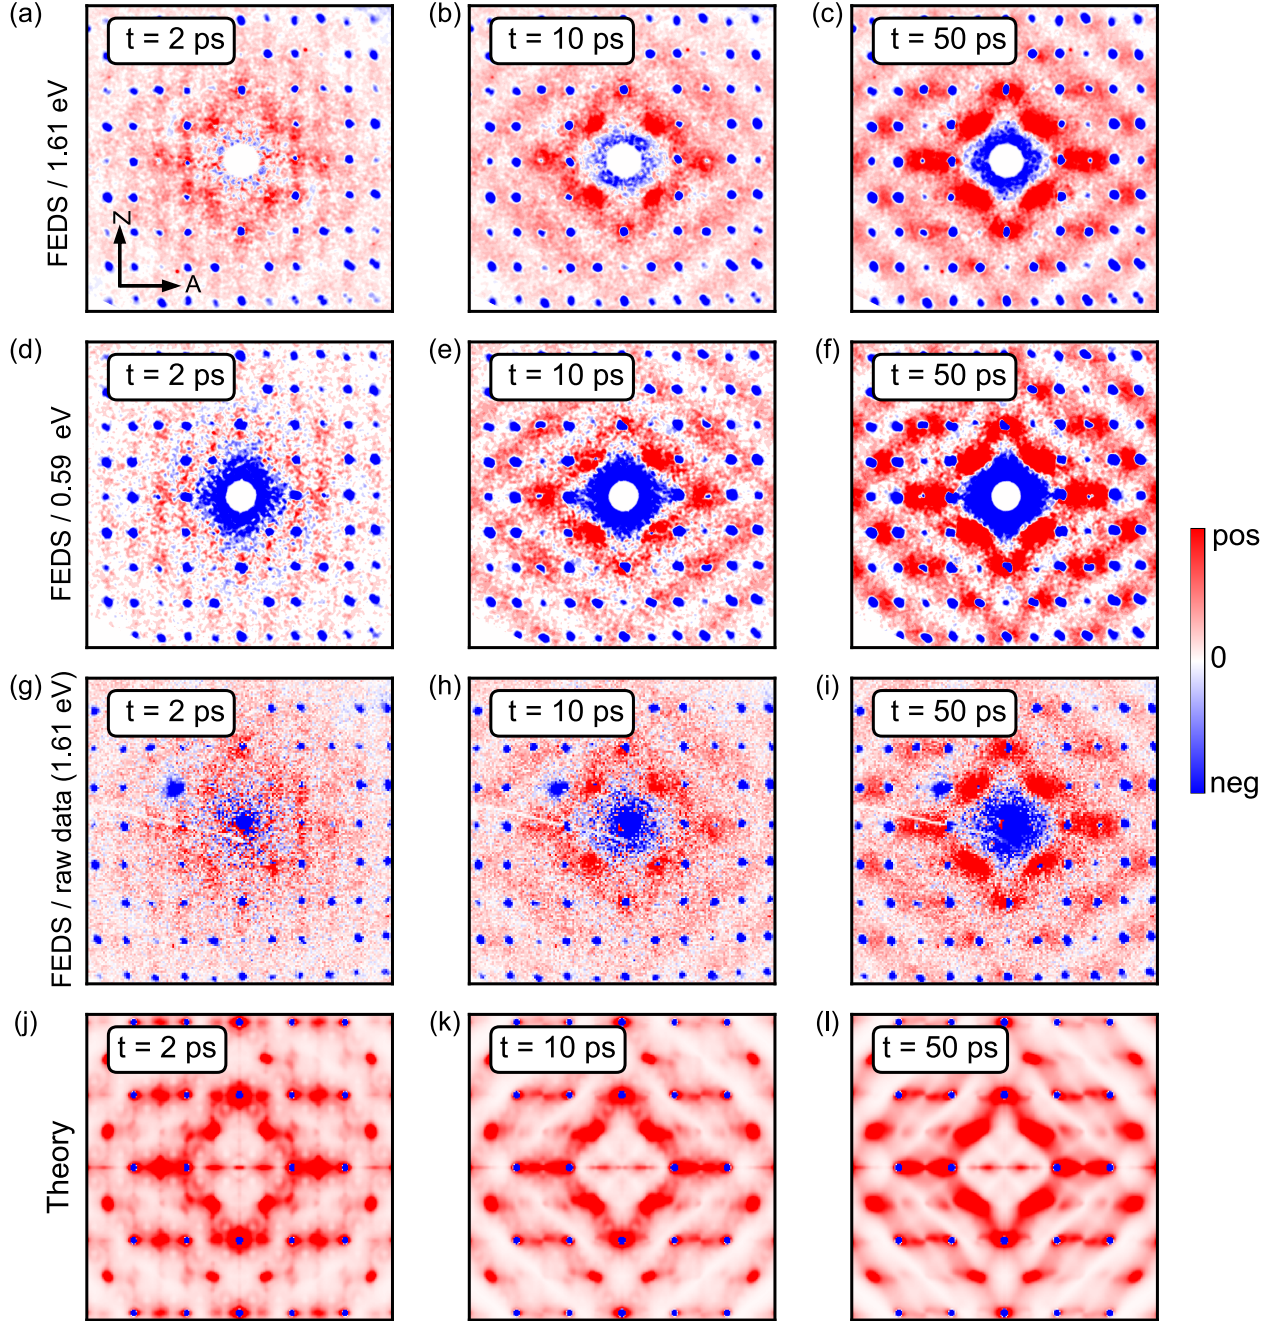 (a) t = 2 ps
(b) t = 10 ps
(c) t = 50 ps
FEDS / 1.61 eV
Z
A
(d) t = 2 ps
(e) t = 10 ps
(f) t = 50 ps
FEDS / 0.59 eV
pos
0
neg
(g) t = 2 ps
(h) t = 10 ps
(i) t = 50 ps
FEDS / raw data (1.61 eV)
(j) t = 2 ps
(k) t = 10 ps
(l) t = 50 ps
Theory